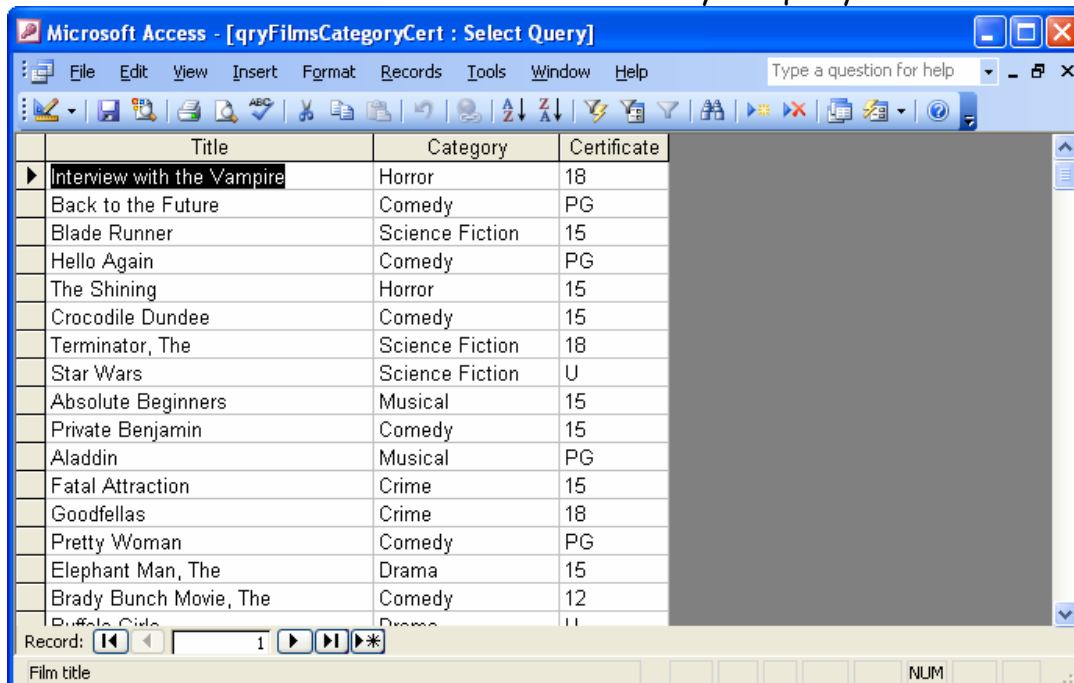 Microsoft Access - [qryFilmsCategoryCert : Select Query]
File Edit View Insert Format Records Tools Window Help Type a question for help
Title Category Certificate
Interview with the Vampire Horror 18
Back to the Future Comedy PG
Blade Runner Science Fiction 15
Hello Again Comedy PG
The Shining Horror 15
Crocodile Dundee Comedy 15
Terminator, The Science Fiction 18
Star Wars Science Fiction U
Absolute Beginners Musical 15
Private Benjamin Comedy 15
Aladdin Musical PG
Fatal Attraction Crime 15
Goodfellas Crime 18
Pretty Woman Comedy PG
Elephant Man, The Drama 15
Brady Bunch Movie, The Comedy 12
Record: 1
Film title NUM